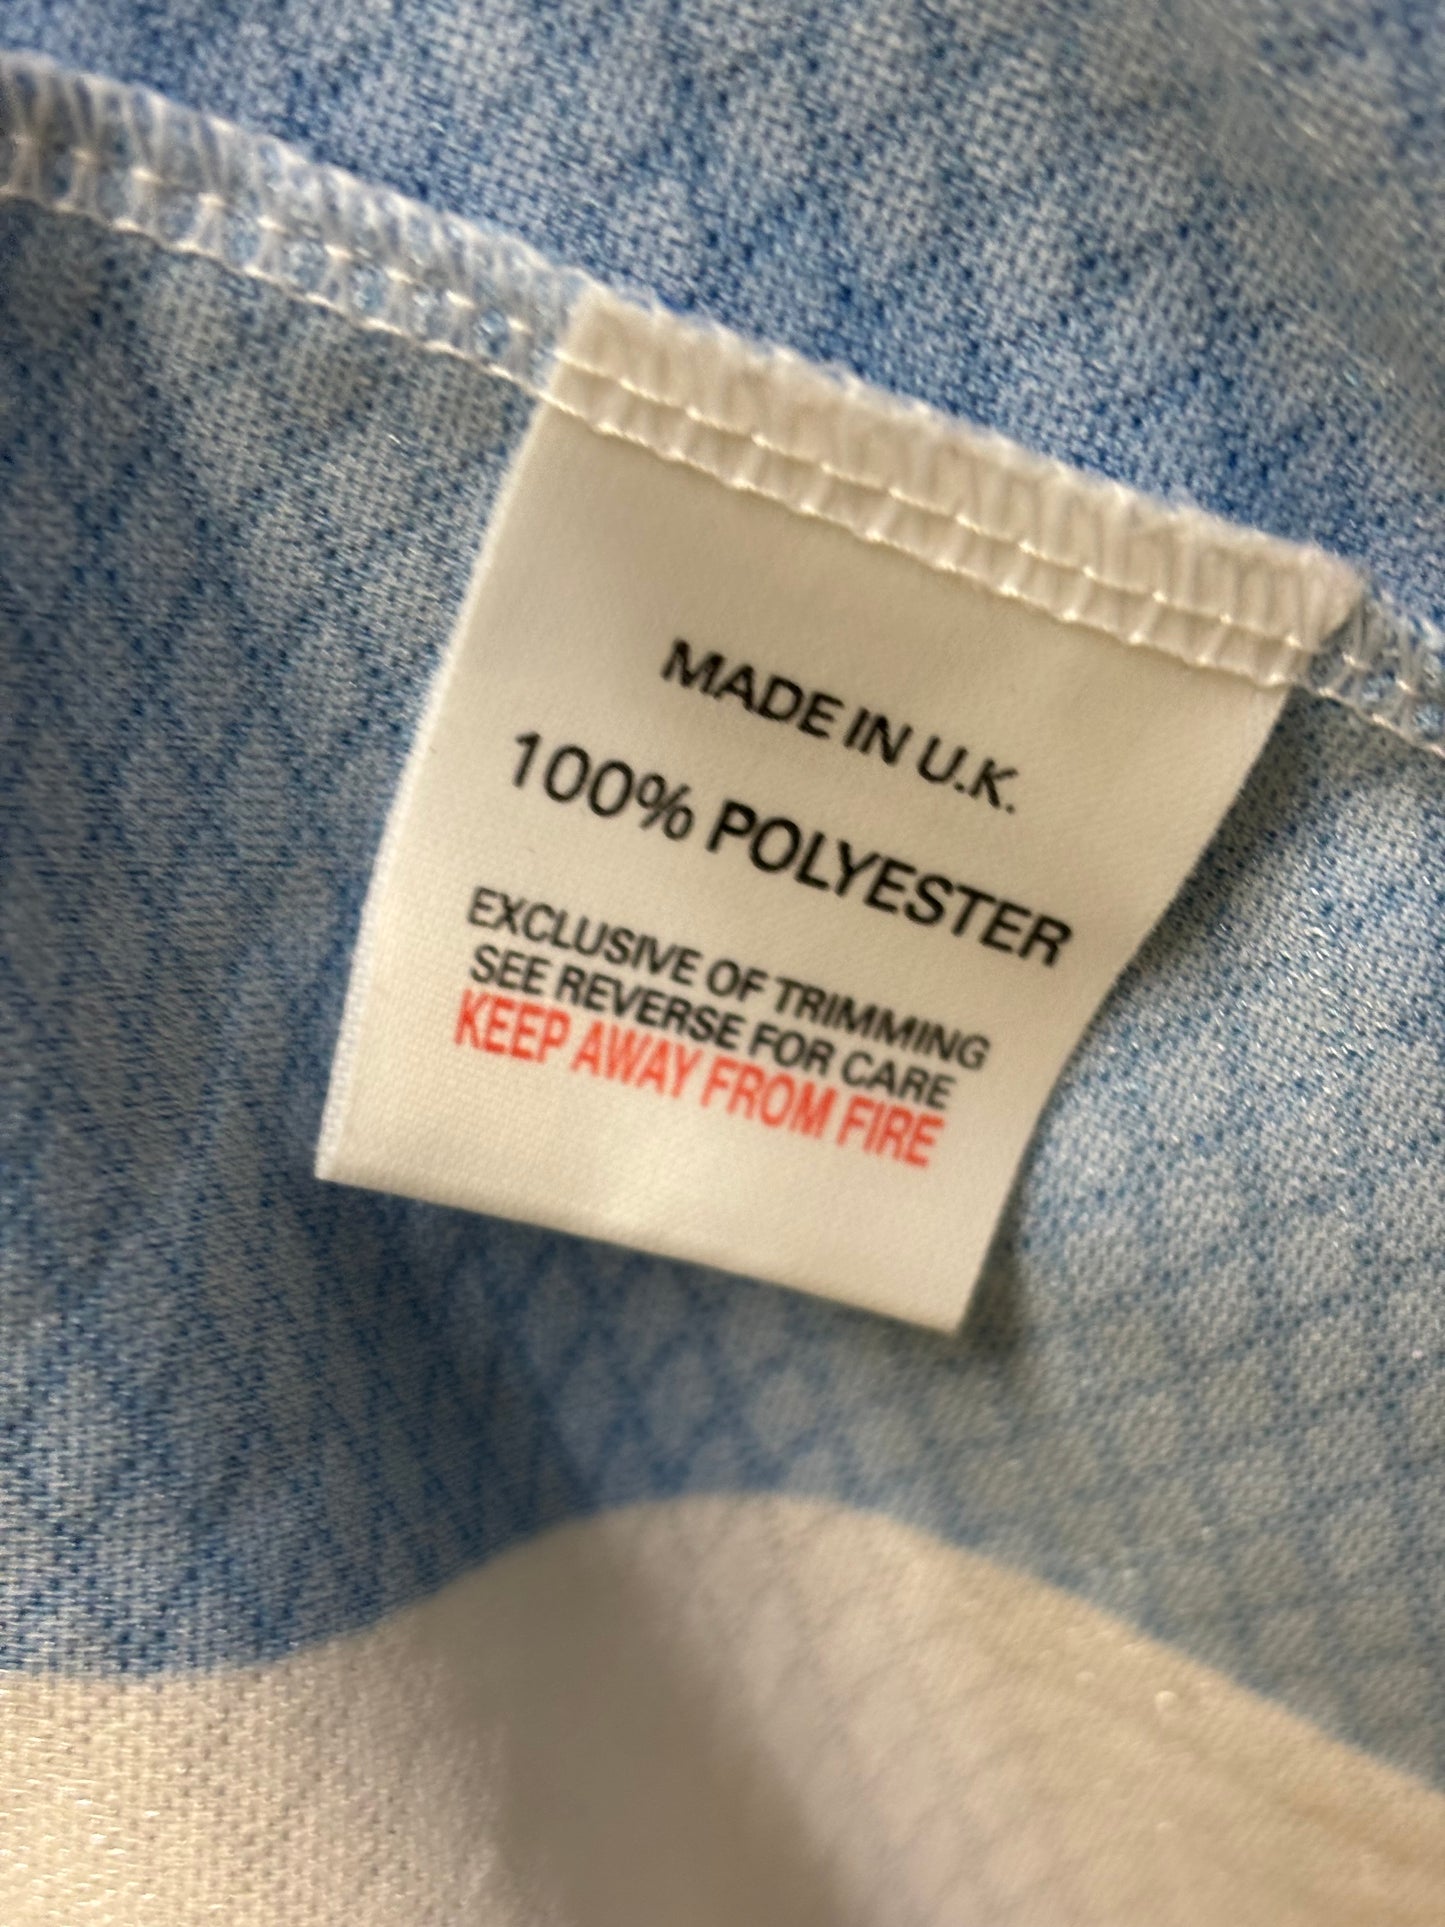 MADE IN U.K.
100% POLYESTER
EXCLUSIVE OF TRIMMING
SEE REVERSE FOR CARE
KEEP AWAY FROM FIRE